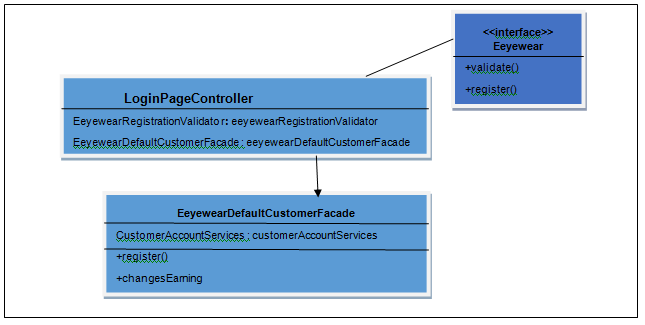 <<interface>>
Eeyewear
+validate()
+register()
LoginPageController
EeyewearRegistrationValidator: eeyewearRegistrationValidator
EeyewearDefaultCustomerFacade: eeyewearDefaultCustomerFacade
EeyewearDefaultCustomerFacade
CustomerAccountServices: customerAccountServices
+register()
+changesEarning